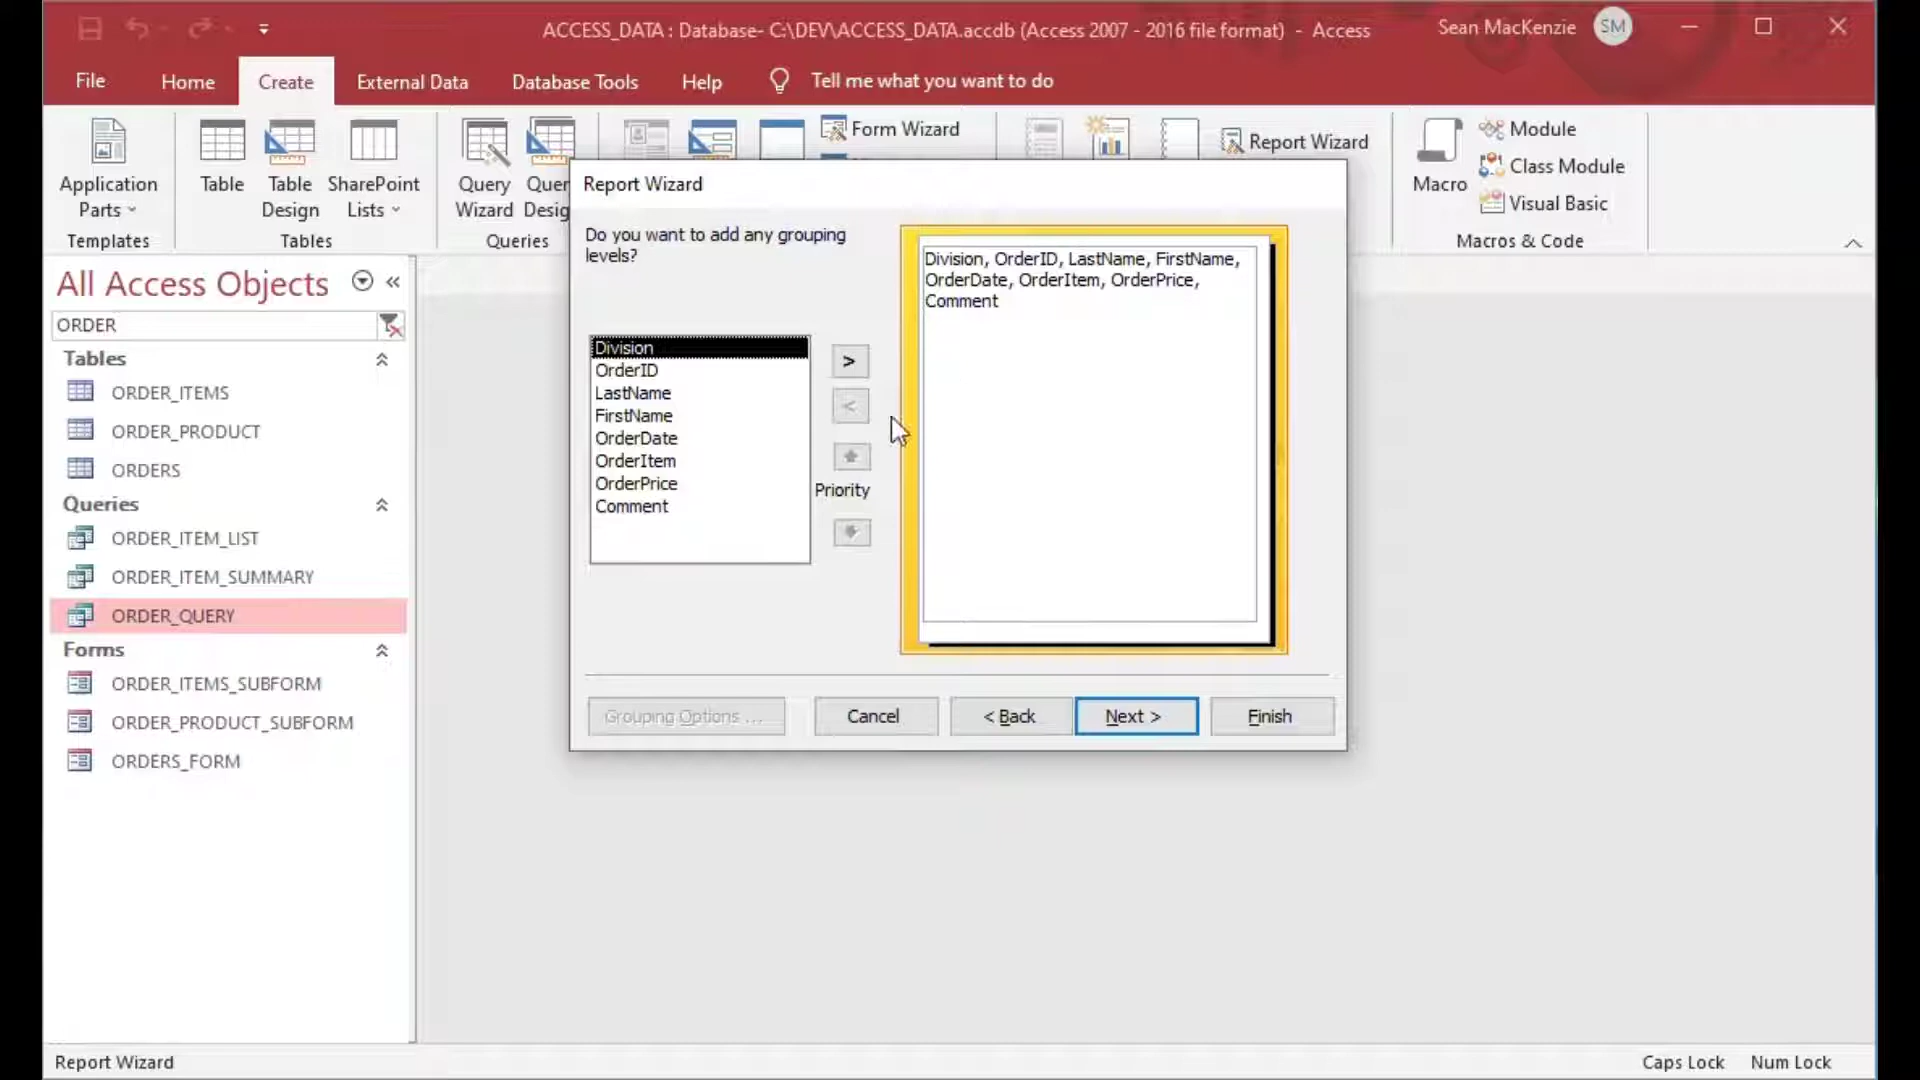 ACCESS_DATA : Database- C:\DEV\ACCESS_DATA.accdb (Access 2007 - 2016 file format) - Access
Sean MacKenzie
SM
File
Home
Create
External Data
Database Tools
Help
Tell me what you want to do
Application
Parts
Templates
Table
Table
Design
SharePoint
Lists
Tables
Query
Wizard
Queries
Form Wizard
Report Wizard
Macro
Module
Class Module
Visual Basic
Macros & Code
All Access Objects
ORDER
Tables
ORDER_ITEMS
ORDER_PRODUCT
ORDERS
Queries
ORDER_ITEM_LIST
ORDER_ITEM_SUMMARY
ORDER_QUERY
Forms
ORDER_ITEMS_SUBFORM
ORDER_PRODUCT_SUBFORM
ORDERS_FORM
Report Wizard
Do you want to add any grouping
levels?
Division
OrderID
LastName
FirstName
OrderDate
OrderItem
OrderPrice
Comment
>
<
Priority
Division, OrderID, LastName, FirstName,
OrderDate, OrderItem, OrderPrice,
Comment
Grouping Options ...
Cancel
< Back
Next >
Finish
Report Wizard
Caps Lock
Num Lock